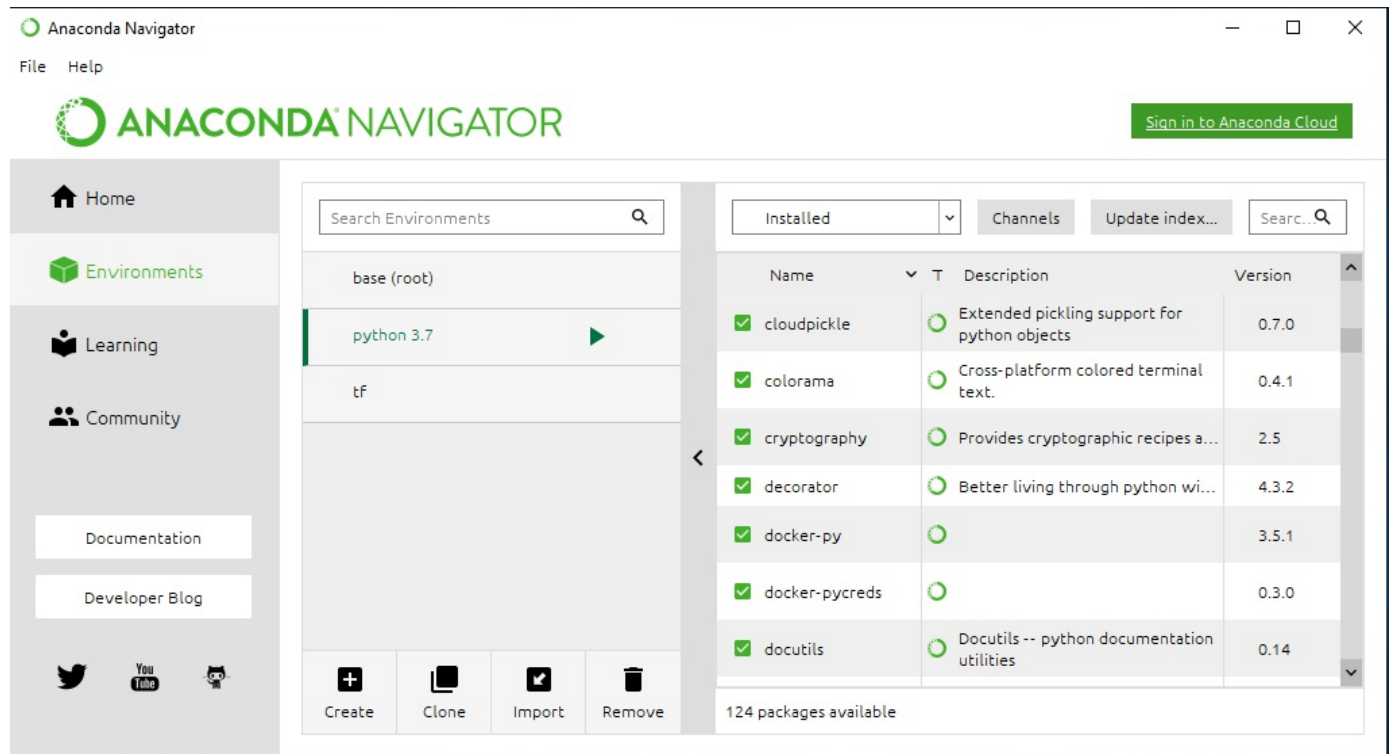 Anaconda Navigator
File Help
ANACONDA NAVIGATOR
Sign in to Anaconda Cloud
Home
Environments
Learning
Community
Documentation
Developer Blog
You
Tube
Search Environments
base (root)
python 3.7
tf
Create Clone Import Remove
Installed Channels Update index... Searc...
Name T Description Version
cloudpickle Extended pickling support for
python objects 0.7.0
colorama Cross-platform colored terminal
text. 0.4.1
cryptography Provides cryptographic recipes a... 2.5
decorator Better living through python wi... 4.3.2
docker-py 3.5.1
docker-pycreds 0.3.0
docutils Docutils -- python documentation
utilities 0.14
124 packages available